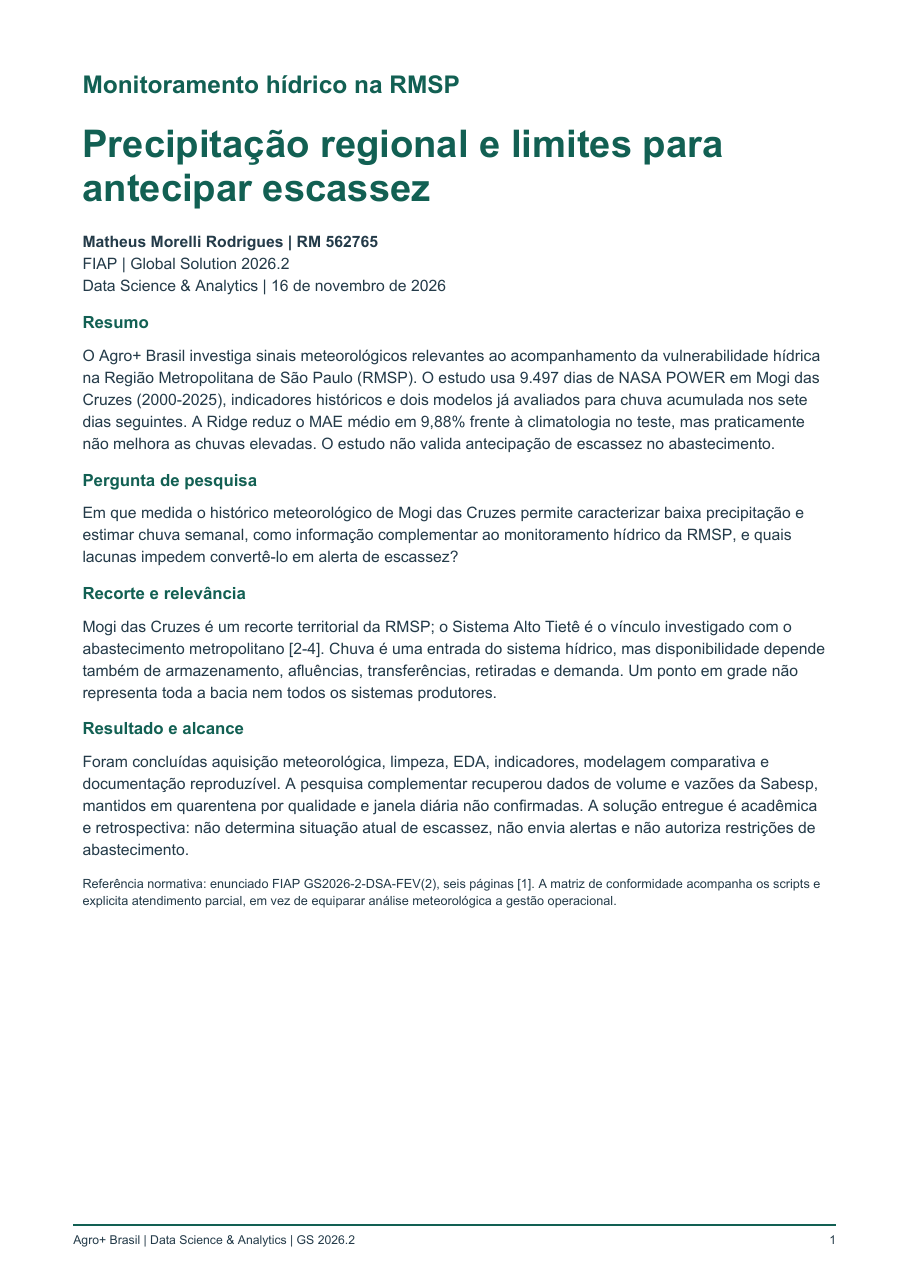 Monitoramento hídrico na RMSP
Precipitação regional e limites para
antecipar escassez
Matheus Morelli Rodrigues | RM 562765
FIAP | Global Solution 2026.2
Data Science & Analytics | 16 de novembro de 2026
Resumo
O Agro+ Brasil investiga sinais meteorológicos relevantes ao acompanhamento da vulnerabilidade hídrica
na Região Metropolitana de São Paulo (RMSP). O estudo usa 9.497 dias de NASA POWER em Mogi das
Cruzes (2000-2025), indicadores históricos e dois modelos já avaliados para chuva acumulada nos sete
dias seguintes. A Ridge reduz o MAE médio em 9,88% frente à climatologia no teste, mas praticamente
não melhora as chuvas elevadas. O estudo não valida antecipação de escassez no abastecimento.
Pergunta de pesquisa
Em que medida o histórico meteorológico de Mogi das Cruzes permite caracterizar baixa precipitação e
estimar chuva semanal, como informação complementar ao monitoramento hídrico da RMSP, e quais
lacunas impedem convertê-lo em alerta de escassez?
Recorte e relevância
Mogi das Cruzes é um recorte territorial da RMSP; o Sistema Alto Tietê é o vínculo investigado com o
abastecimento metropolitano [2-4]. Chuva é uma entrada do sistema hídrico, mas disponibilidade depende
também de armazenamento, afluências, transferências, retiradas e demanda. Um ponto em grade não
representa toda a bacia nem todos os sistemas produtores.
Resultado e alcance
Foram concluídas aquisição meteorológica, limpeza, EDA, indicadores, modelagem comparativa e
documentação reproduzível. A pesquisa complementar recuperou dados de volume e vazões da Sabesp,
mantidos em quarentena por qualidade e janela diária não confirmadas. A solução entregue é acadêmica
e retrospectiva: não determina situação atual de escassez, não envia alertas e não autoriza restrições de
abastecimento.
Referência normativa: enunciado FIAP GS2026-2-DSA-FEV(2), seis páginas [1]. A matriz de conformidade acompanha os scripts e
explicita atendimento parcial, em vez de equiparar análise meteorológica a gestão operacional.
Agro+ Brasil | Data Science & Analytics | GS 2026.2
1